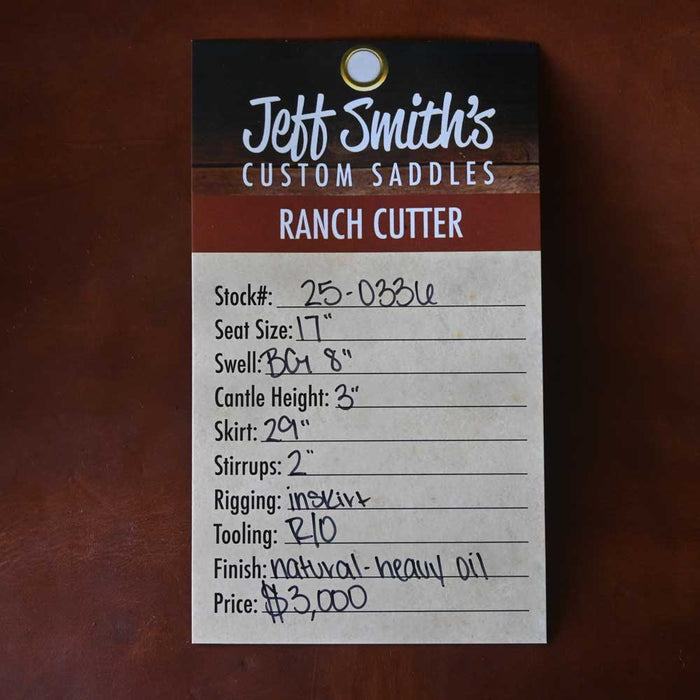 Jeff Smith's
CUSTOM SADDLES
RANCH CUTTER
Stock#: 25-0336
Seat Size: 17"
Swell: BCG 8"
Cantle Height: 3"
Skirt: 29"
Stirrups: 2"
Rigging: inskirt
Tooling: R/O
Finish: natural-heavy oil
Price: $3,000